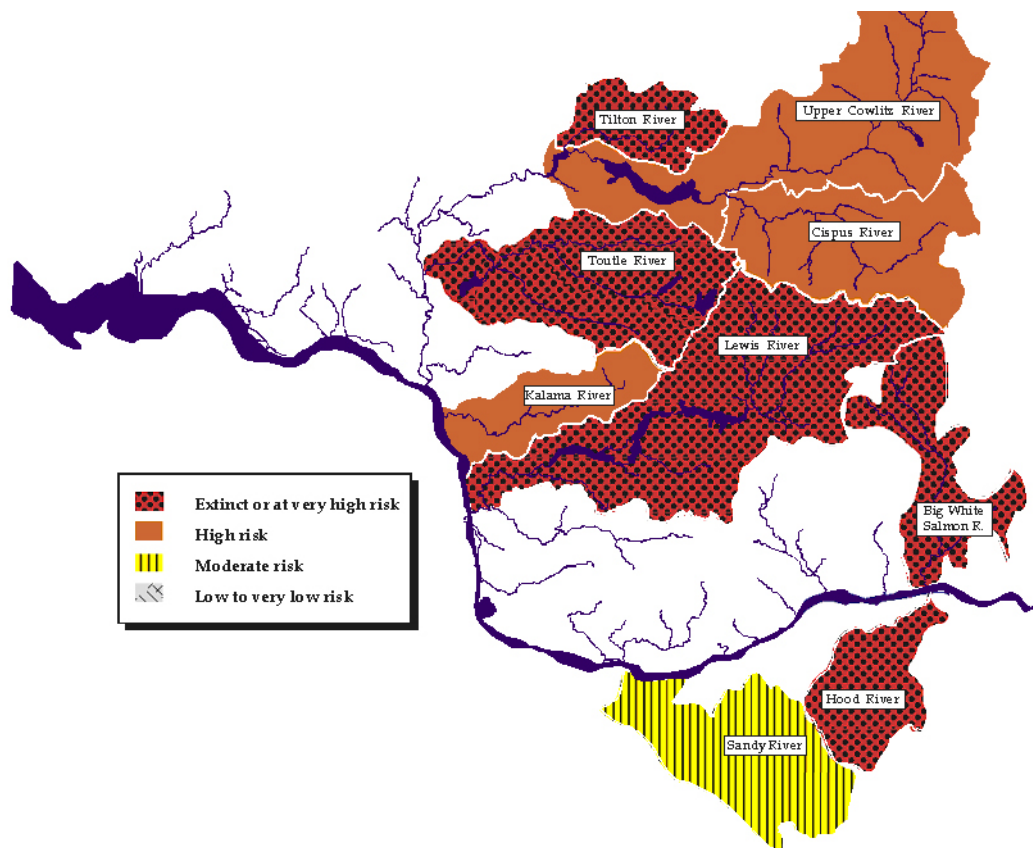 Upper Cowlitz River
Tilton River
Cispus River
Toutle River
Lewis River
Kalama River
Extinct or at very high risk
High risk
Moderate risk
Low to very low risk
Big White
Salmon R.
Hood River
Sandy River